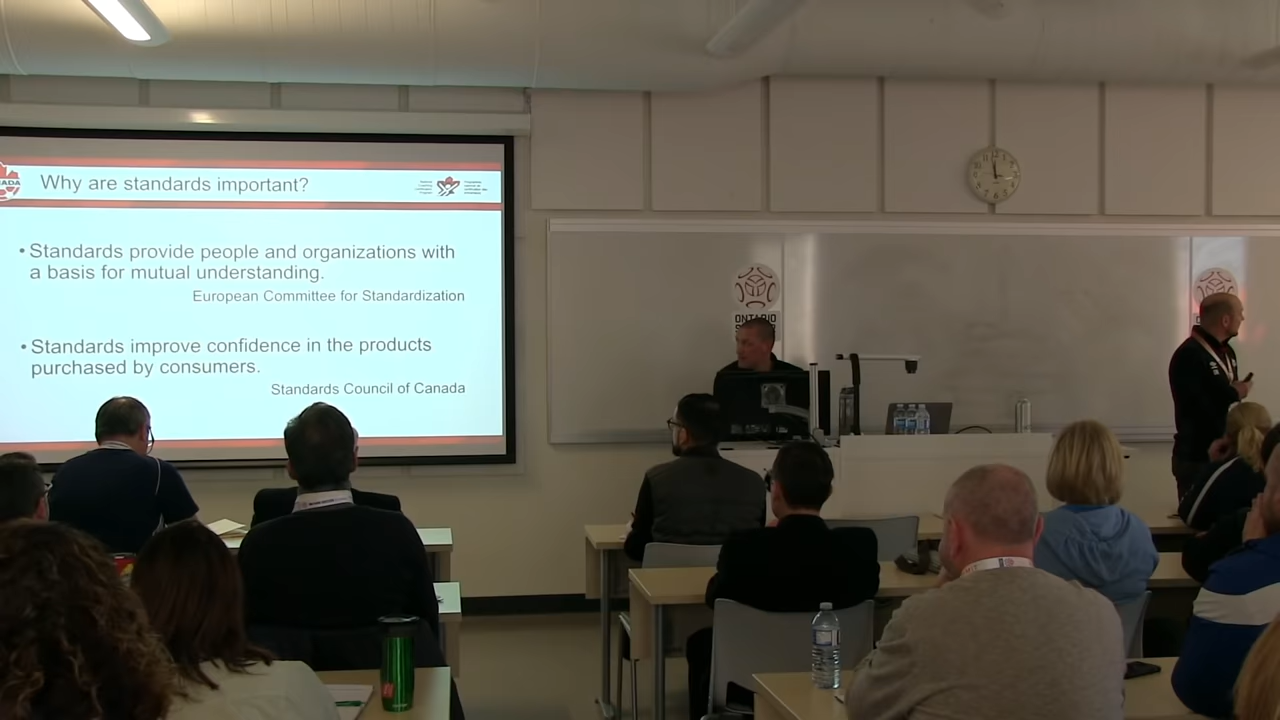 Why are standards important?
• Standards provide people and organizations with
a basis for mutual understanding.
European Committee for Standardization
• Standards improve confidence in the products
purchased by consumers.
Standards Council of Canada
ONTARIO